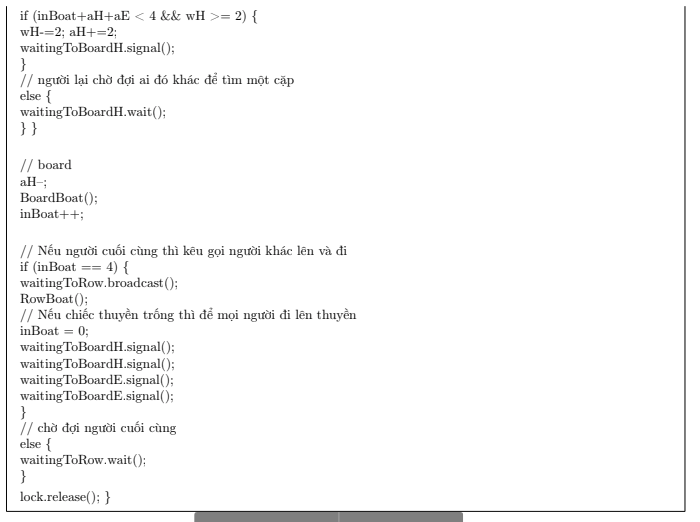 if (inBoat+aH+aE < 4 && wH >= 2) {
wH-=2; aH+=2;
waitingToBoardH.signal();
}
// người lại chờ đợi ai đó khác để tìm một cặp
else {
waitingToBoardH.wait();
} }
// board
aH–;
BoardBoat();
inBoat++;
// Nếu người cuối cùng thì kêu gọi người khác lên và đi
if (inBoat == 4) {
waitingToRow.broadcast();
RowBoat();
// Nếu chiếc thuyền trống thì để mọi người đi lên thuyền
inBoat = 0;
waitingToBoardH.signal();
waitingToBoardH.signal();
waitingToBoardE.signal();
waitingToBoardE.signal();
}
// chờ đợi người cuối cùng
else {
waitingToRow.wait();
}
lock.release(); }